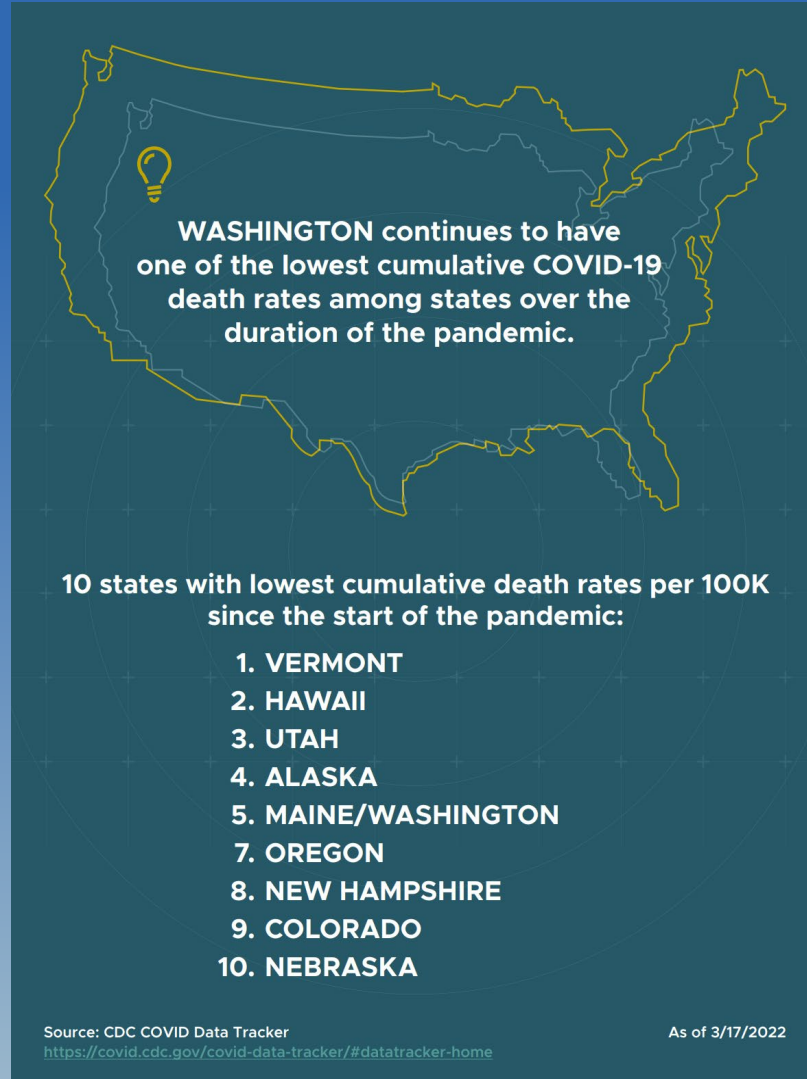 WASHINGTON continues to have
one of the lowest cumulative COVID-19
death rates among states over the
duration of the pandemic.
10 states with lowest cumulative death rates per 100K
since the start of the pandemic:
1. VERMONT
2. HAWAII
3. UTAH
4. ALASKA
5. MAINE/WASHINGTON
7. OREGON
8. NEW HAMPSHIRE
9. COLORADO
10. NEBRASKA
Source: CDC COVID Data Tracker
As of 3/17/2022
https://covid.cdc.gov/covid-data-tracker/#datatracker-home